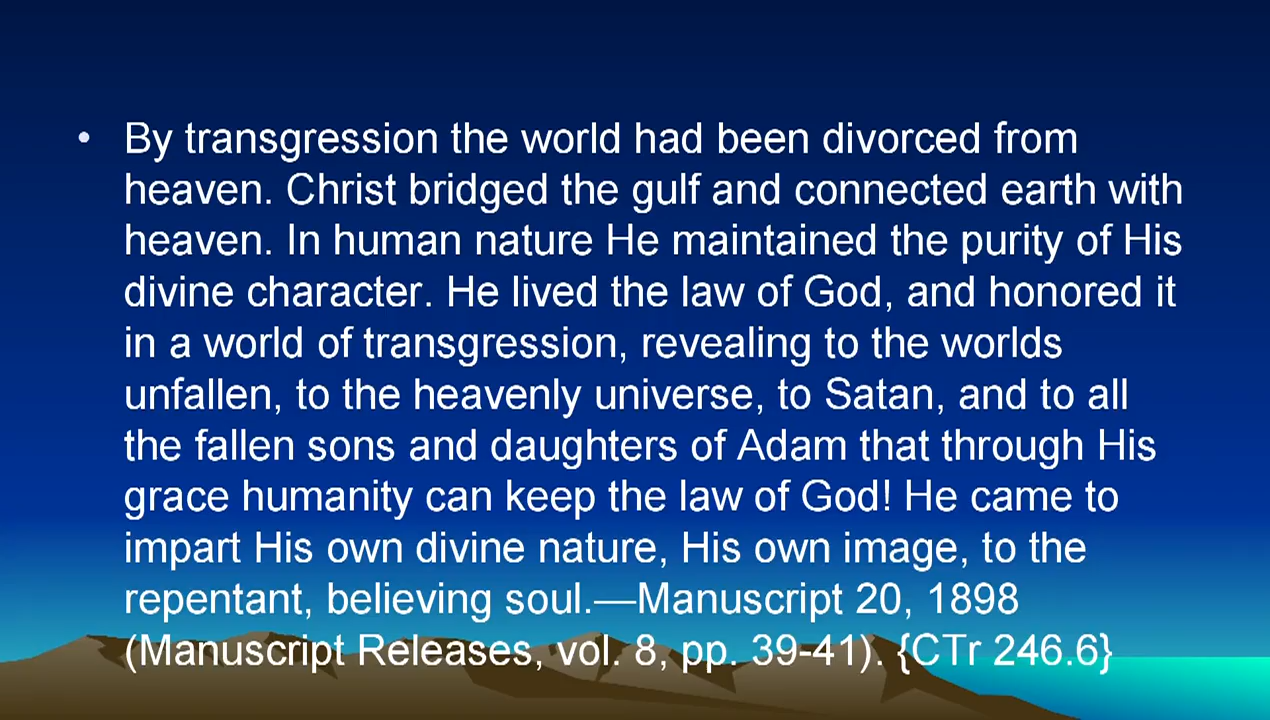 • By transgression the world had been divorced from
heaven. Christ bridged the gulf and connected earth with
heaven. In human nature He maintained the purity of His
divine character. He lived the law of God, and honored it
in a world of transgression, revealing to the worlds
unfallen, to the heavenly universe, to Satan, and to all
the fallen sons and daughters of Adam that through His
grace humanity can keep the law of God! He came to
impart His own divine nature, His own image, to the
repentant, believing soul.—Manuscript 20, 1898
(Manuscript Releases, vol. 8, pp. 39-41). {CTr 246.6}